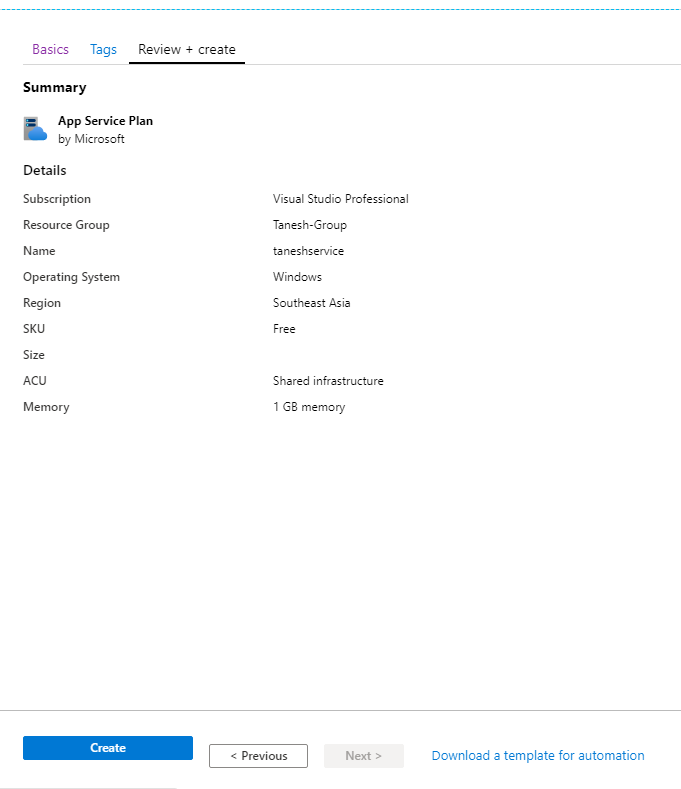 Basics Tags Review + create
Summary
App Service Plan
by Microsoft
Details
Subscription Visual Studio Professional
Resource Group Tanesh-Group
Name taneshservice
Operating System Windows
Region Southeast Asia
SKU Free
Size
ACU Shared infrastructure
Memory 1 GB memory
Create < Previous Next > Download a template for automation